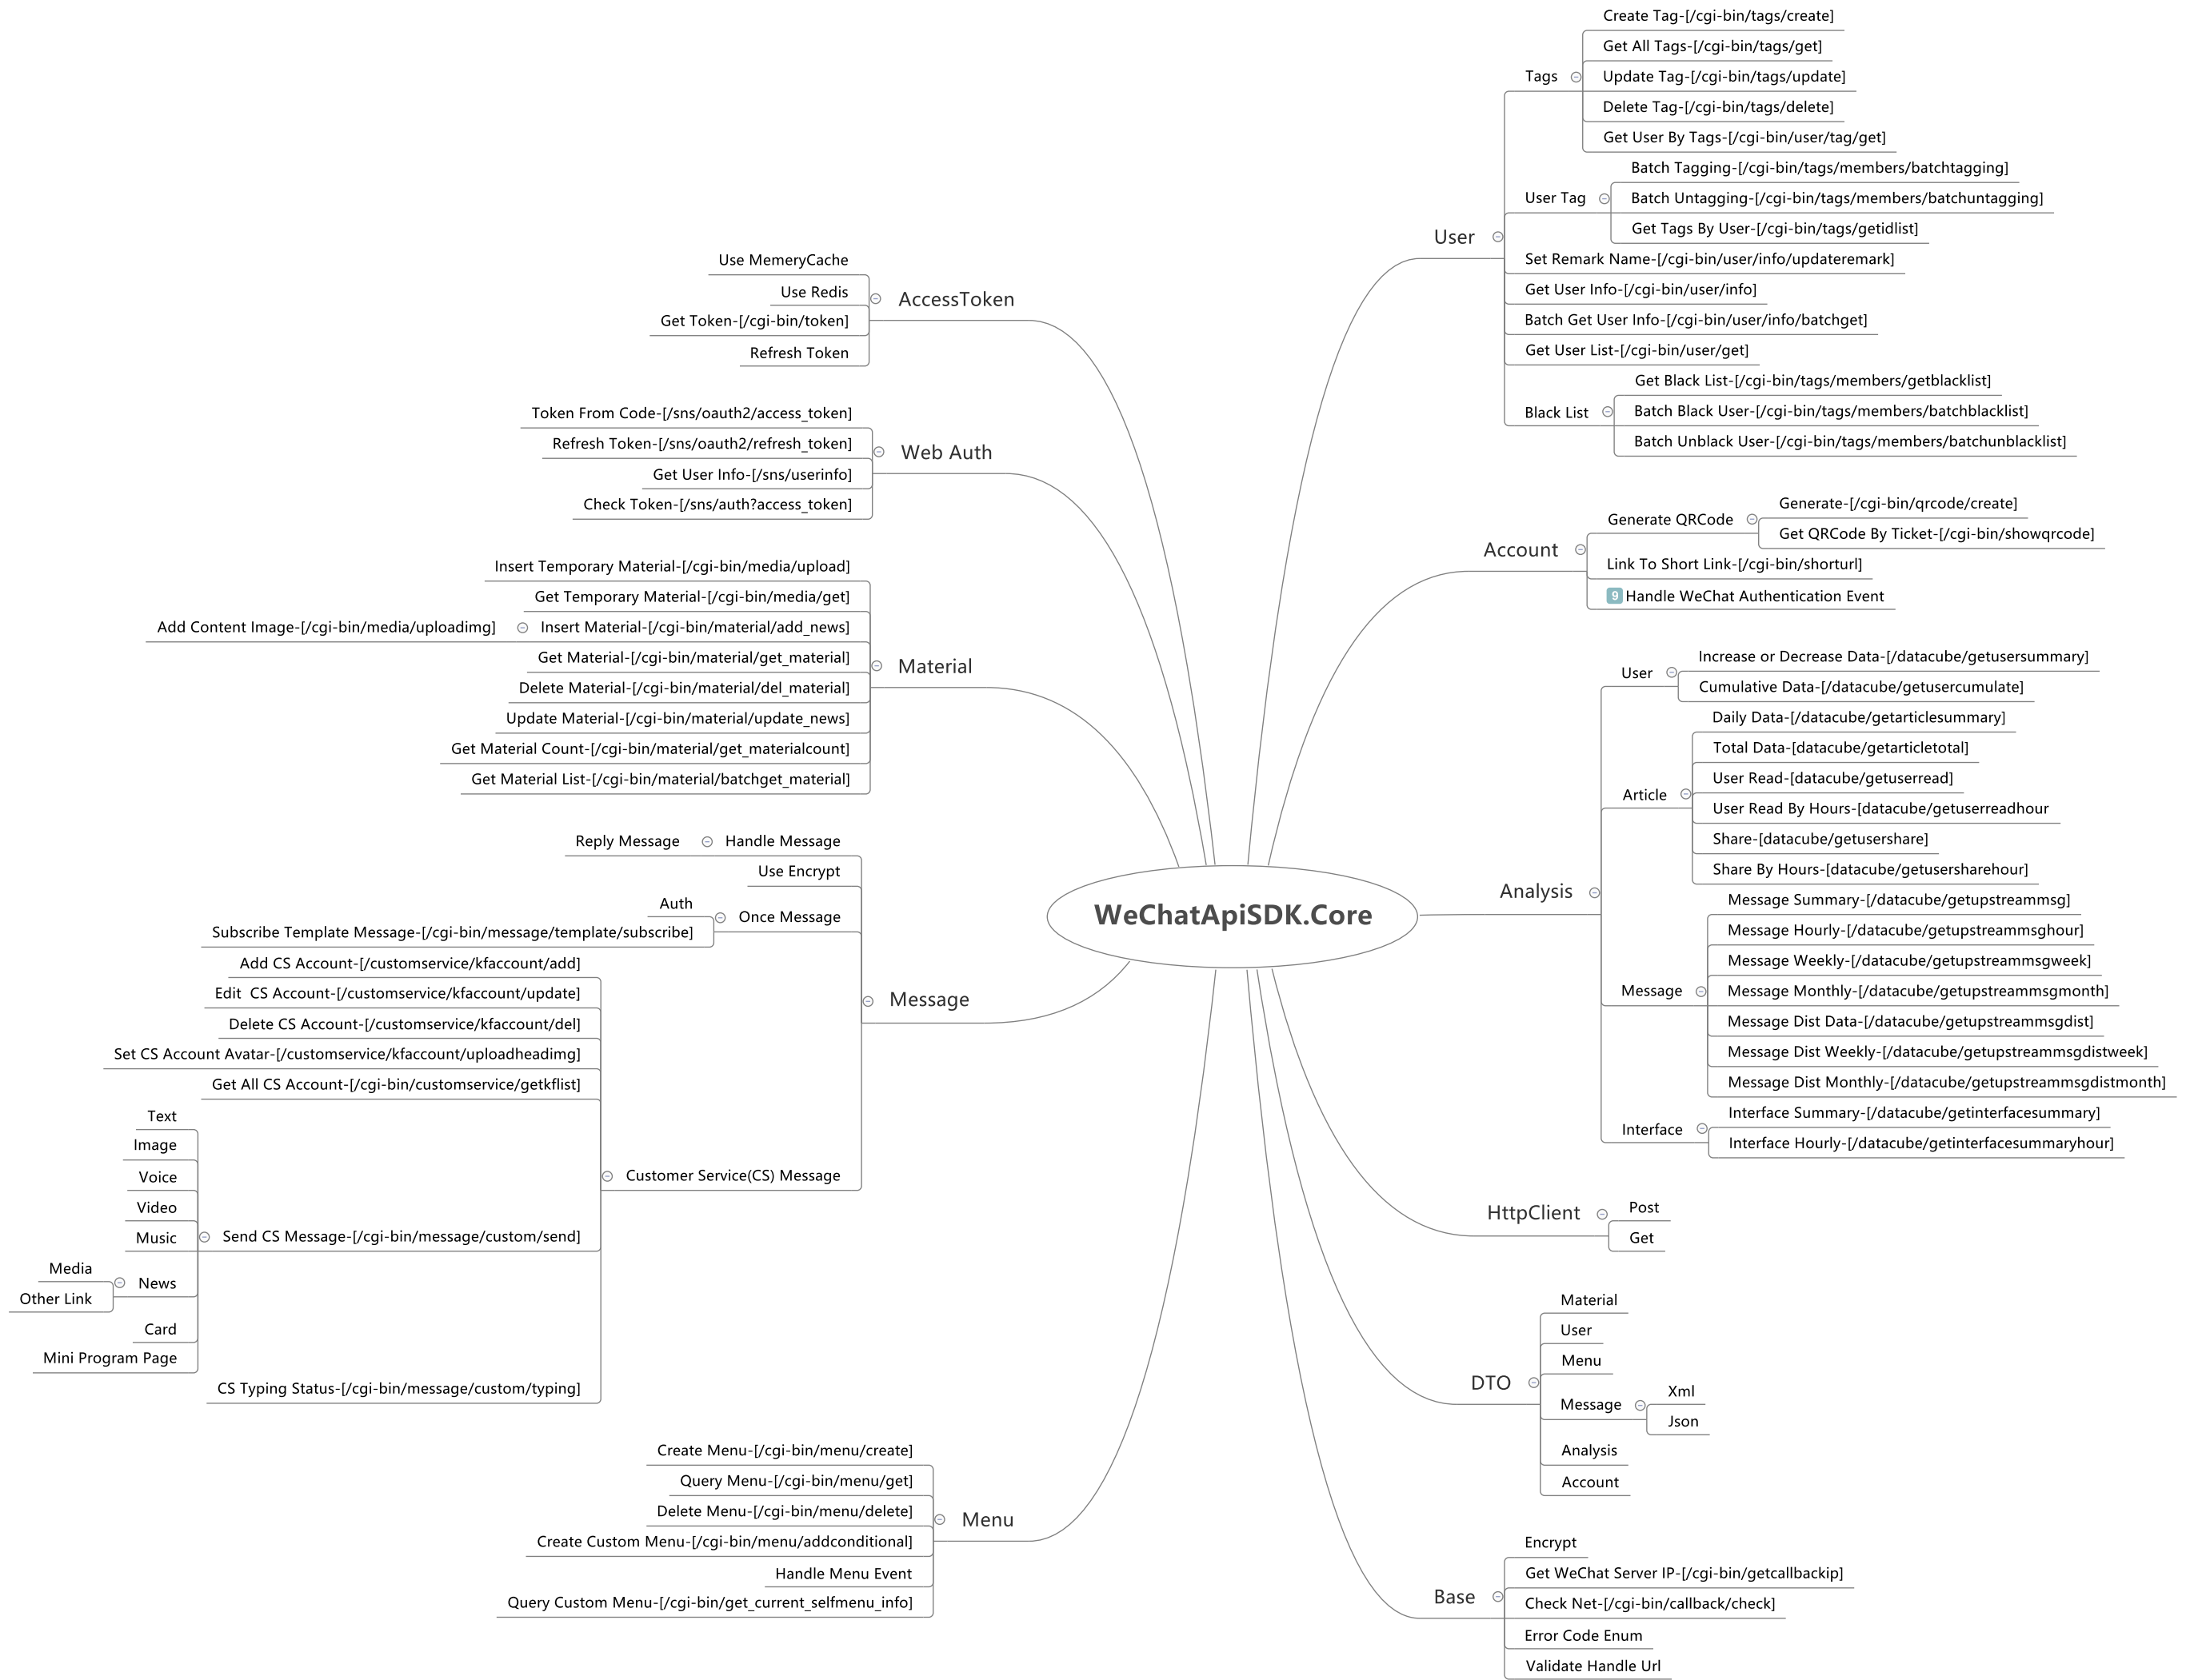 WeChatApiSDK.Core
User
Tags
Create Tag-[/cgi-bin/tags/create]
Get All Tags-[/cgi-bin/tags/get]
Update Tag-[/cgi-bin/tags/update]
Delete Tag-[/cgi-bin/tags/delete]
Get User By Tags-[/cgi-bin/user/tag/get]
User Tag
Batch Tagging-[/cgi-bin/tags/members/batchtagging]
Batch Untagging-[/cgi-bin/tags/members/batchuntagging]
Get Tags By User-[/cgi-bin/tags/getidlist]
Set Remark Name-[/cgi-bin/user/info/updateremark]
Get User Info-[/cgi-bin/user/info]
Batch Get User Info-[/cgi-bin/user/info/batchget]
Get User List-[/cgi-bin/user/get]
Black List
Get Black List-[/cgi-bin/tags/members/getblacklist]
Batch Black User-[/cgi-bin/tags/members/batchblacklist]
Batch Unblack User-[/cgi-bin/tags/members/batchunblacklist]
Account
Generate QRCode
Generate-[/cgi-bin/qrcode/create]
Get QRCode By Ticket-[/cgi-bin/showqrcode]
Link To Short Link-[/cgi-bin/shorturl]
9 Handle WeChat Authentication Event
Analysis
User
Increase or Decrease Data-[/datacube/getusersummary]
Cumulative Data-[/datacube/getusercumulate]
Article
Daily Data-[/datacube/getarticlesummary]
Total Data-[datacube/getarticletotal]
User Read-[datacube/getuserread]
User Read By Hours-[datacube/getuserreadhour
Share-[datacube/getusershare]
Share By Hours-[datacube/getusersharehour]
Message
Message Summary-[/datacube/getupstreammsg]
Message Hourly-[/datacube/getupstreammsghour]
Message Weekly-[/datacube/getupstreammsgweek]
Message Monthly-[/datacube/getupstreammsgmonth]
Message Dist Data-[/datacube/getupstreammsgdist]
Message Dist Weekly-[/datacube/getupstreammsgdistweek]
Message Dist Monthly-[/datacube/getupstreammsgdistmonth]
Interface
Interface Summary-[/datacube/getinterfacesummary]
Interface Hourly-[/datacube/getinterfacesummaryhour]
HttpClient
Post
Get
DTO
Material
User
Menu
Message
Xml
Json
Analysis
Account
Base
Encrypt
Get WeChat Server IP-[/cgi-bin/getcallbackip]
Check Net-[/cgi-bin/callback/check]
Error Code Enum
Validate Handle Url
AccessToken
Use MemeryCache
Use Redis
Get Token-[/cgi-bin/token]
Refresh Token
Web Auth
Token From Code-[/sns/oauth2/access_token]
Refresh Token-[/sns/oauth2/refresh_token]
Get User Info-[/sns/userinfo]
Check Token-[/sns/auth?access_token]
Material
Insert Temporary Material-[/cgi-bin/media/upload]
Get Temporary Material-[/cgi-bin/media/get]
Insert Material-[/cgi-bin/material/add_news]
Add Content Image-[/cgi-bin/media/uploadimg]
Get Material-[/cgi-bin/material/get_material]
Delete Material-[/cgi-bin/material/del_material]
Update Material-[/cgi-bin/material/update_news]
Get Material Count-[/cgi-bin/material/get_materialcount]
Get Material List-[/cgi-bin/material/batchget_material]
Message
Handle Message
Reply Message
Use Encrypt
Once Message
Auth
Subscribe Template Message-[/cgi-bin/message/template/subscribe]
Customer Service(CS) Message
Add CS Account-[/customservice/kfaccount/add]
Edit  CS Account-[/customservice/kfaccount/update]
Delete CS Account-[/customservice/kfaccount/del]
Set CS Account Avatar-[/customservice/kfaccount/uploadheadimg]
Get All CS Account-[/cgi-bin/customservice/getkflist]
Send CS Message-[/cgi-bin/message/custom/send]
Text
Image
Voice
Video
Music
News
Media
Other Link
Card
Mini Program Page
CS Typing Status-[/cgi-bin/message/custom/typing]
Menu
Create Menu-[/cgi-bin/menu/create]
Query Menu-[/cgi-bin/menu/get]
Delete Menu-[/cgi-bin/menu/delete]
Create Custom Menu-[/cgi-bin/menu/addconditional]
Handle Menu Event
Query Custom Menu-[/cgi-bin/get_current_selfmenu_info]